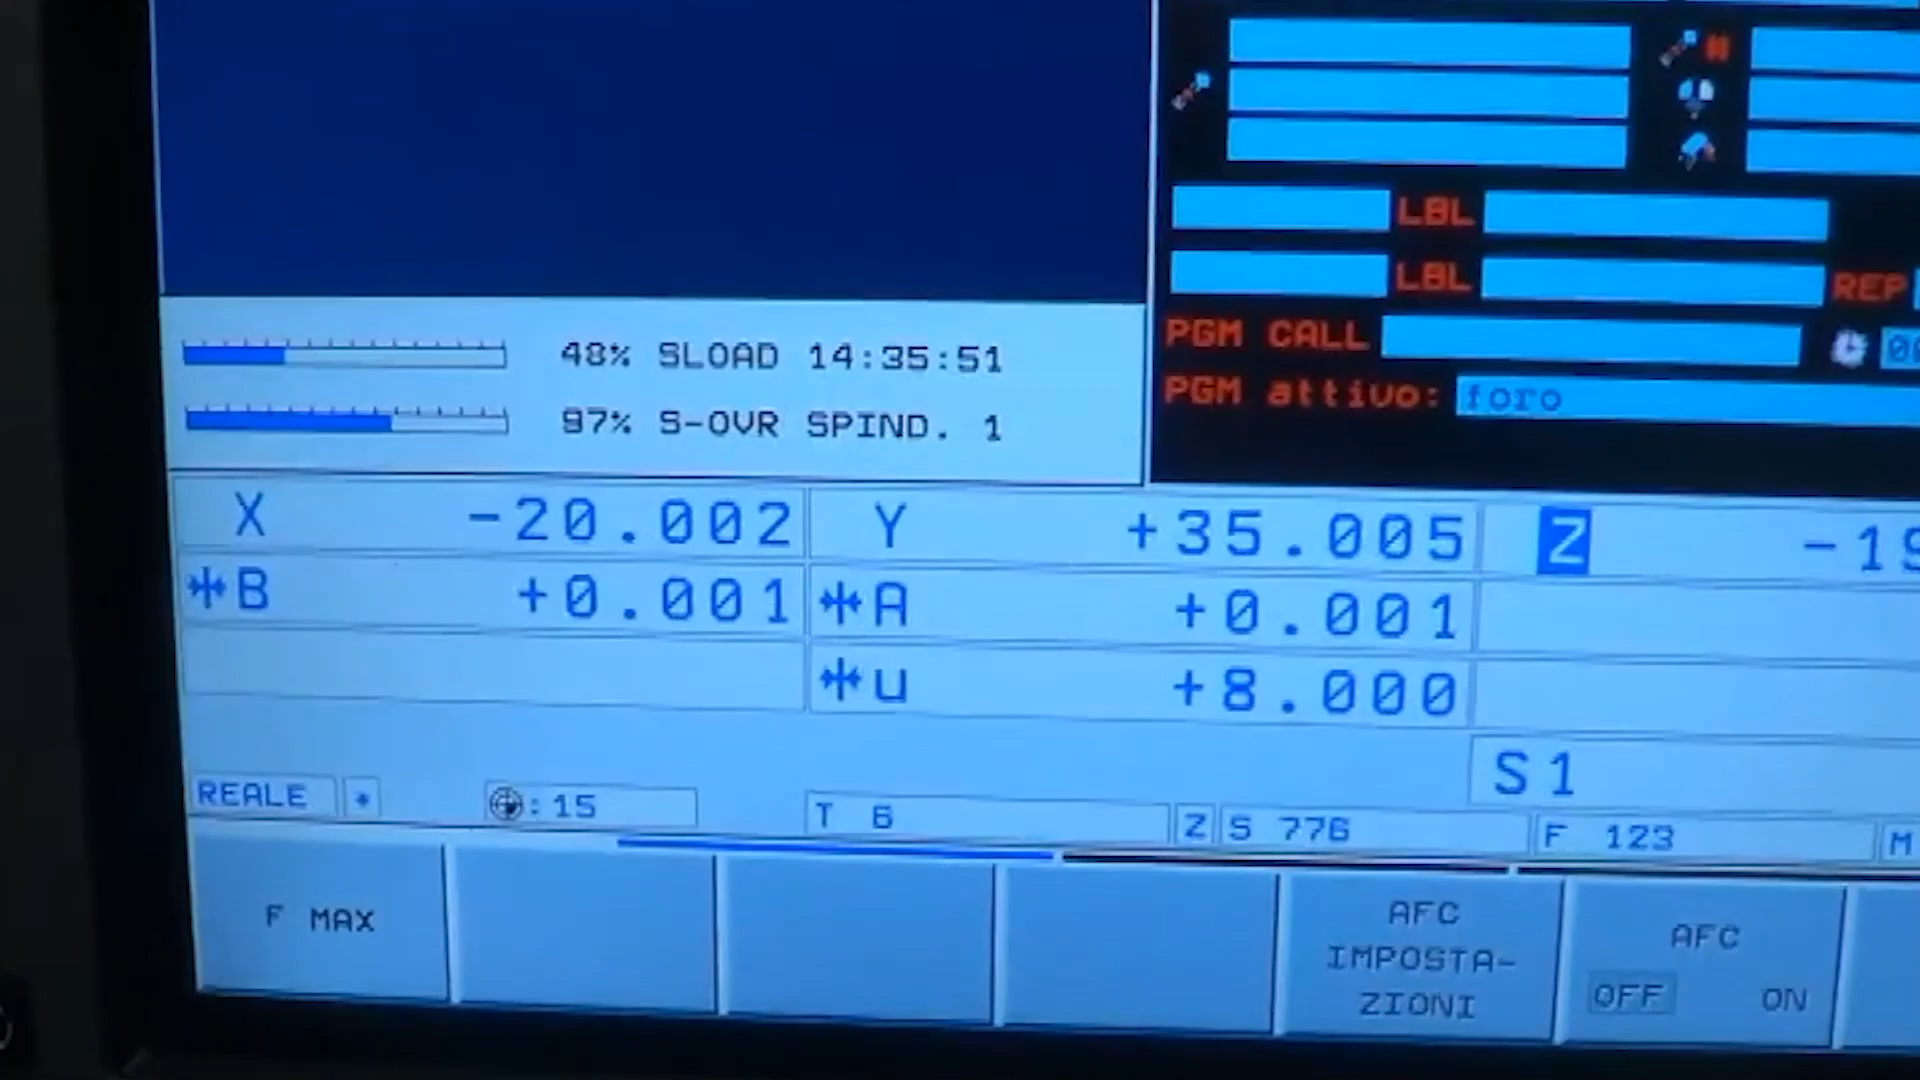 LBL
LBL REP
PGM CALL
PGM attivo: foro
48% SLOAD 14:35:51
97% S-OVR SPIND. 1
X -20.002 Y +35.005 Z
B +0.001 A +0.001
u +8.000
S1
REALE * : 15 T 6 Z S 776 F 123 M
F MAX
AFC
IMPOSTA-
ZIONI
AFC
OFF ON